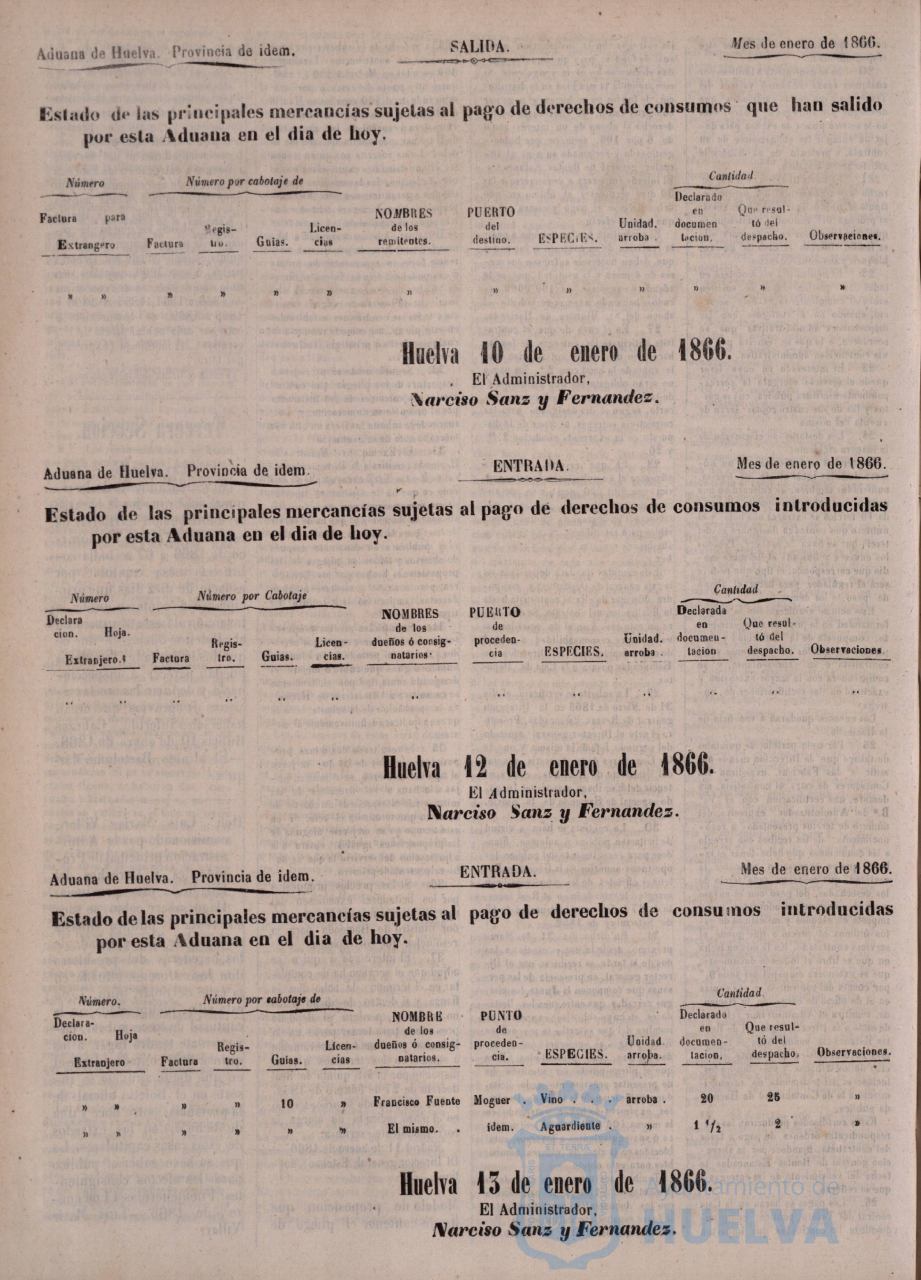 Aduana de Huelva. Provincia de idem. SALIDA. Mes de enero de 1866.
Estado de las principales mercancías sujetas al pago de derechos de consumos que han salido
por esta Aduana en el dia de hoy.
Número Número por cabotaje de Cantidad
Factura para Regis- Licen- NOMBRES PUERTO Unidad. Declarado Que resul-
Extrangero Factura tro. Guias. cias de los del ESPECIES. arroba . en tó del Observaciones.
remitentes. destino. documen despacho.
tacion.
» » » » » » » » » » » » »
Huelva 10 de enero de 1866.
El Administrador,
Narciso Sanz y Fernandez.
Aduana de Huelva. Provincia de idem. ENTRADA. Mes de enero de 1866.
Estado de las principales mercancías sujetas al pago de derechos de consumos introducidas
por esta Aduana en el dia de hoy.
Número Número por Cabotaje Cantidad
Declara NOMBRES PUERTO Declarada
cion. Hoja. de los de en Que resul-
Regis- Licen- dueños ó consig- proceden- Unidad. documen- tó del
Extranjero. Factura tro. Guias. cias. natarios. cia ESPECIES. arroba. tacion despacho. Observaciones
.. .. .. .. .. .. .. .. .. .. .. .. ..
Huelva 12 de enero de 1866.
El Administrador,
Narciso Sanz y Fernandez.
Aduana de Huelva. Provincia de idem. ENTRADA. Mes de enero de 1866.
Estado de las principales mercancías sujetas al pago de derechos de consumos introducidas
por esta Aduana en el dia de hoy.
Número. Número por cabotaje de Cantidad
Declara- NOMBRE PUNTO Declarado
cion. Hoja de los de en Que resul-
Regis- Licen- dueños ó consig- proceden- Unidad documen- tó del
Extranjero Factura tro. Guias. cias natarios. cia. ESPECIES. arroba. tacion, despacho, Observaciones.
» » » » 10 » Francisco Fuente Moguer . Vino . . . arroba . 20 25 »
» » » » » » El mismo. . idem. Aguardiente . » 1 1/2 2 »
Huelva 13 de enero de 1866.
El Administrador,
Narciso Sanz y Fernandez.
Ayuntamiento de
HUELVA